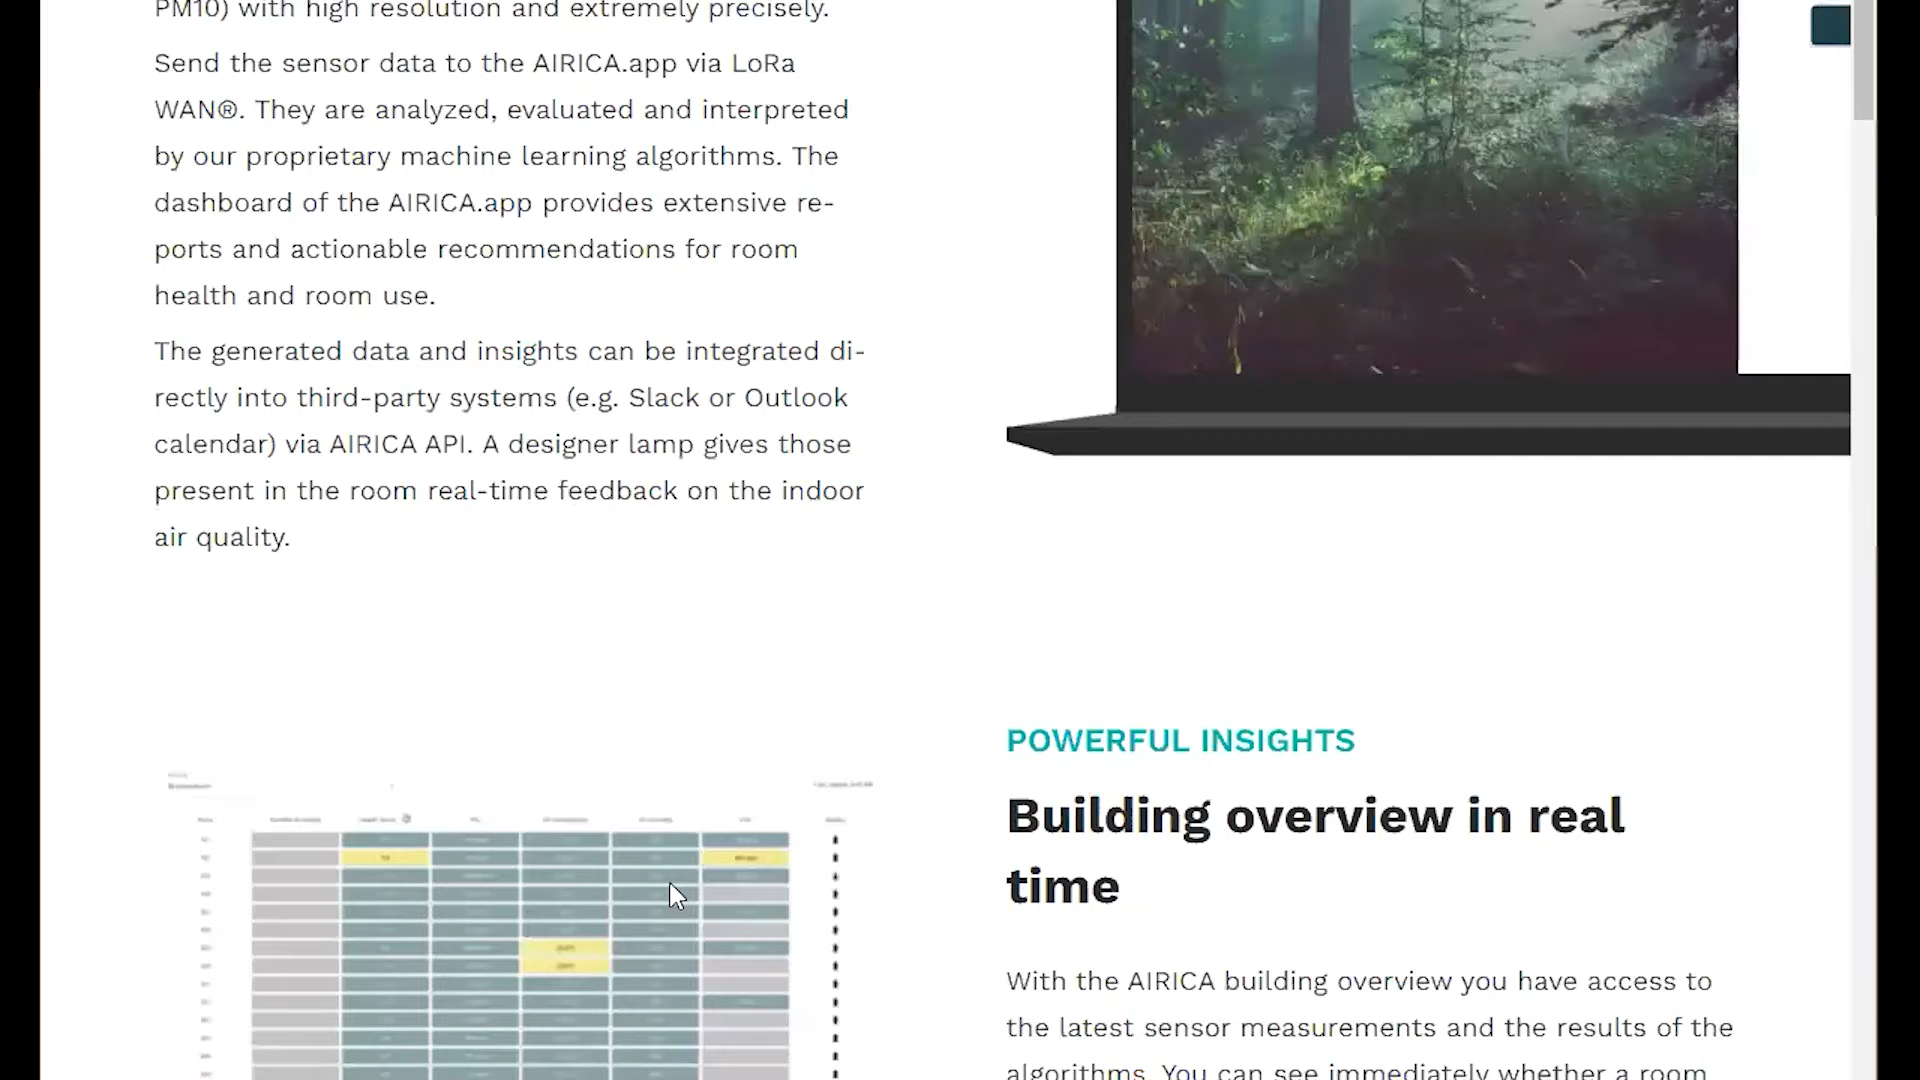 PM10) with high resolution and extremely precisely.
Send the sensor data to the AIRICA.app via LoRa
WAN®. They are analyzed, evaluated and interpreted
by our proprietary machine learning algorithms. The
dashboard of the AIRICA.app provides extensive re-
ports and actionable recommendations for room
health and room use.
The generated data and insights can be integrated di-
rectly into third-party systems (e.g. Slack or Outlook
calendar) via AIRICA API. A designer lamp gives those
present in the room real-time feedback on the indoor
air quality.
POWERFUL INSIGHTS
Building overview in real
time
With the AIRICA building overview you have access to
the latest sensor measurements and the results of the
algorithms. You can see immediately whether a room